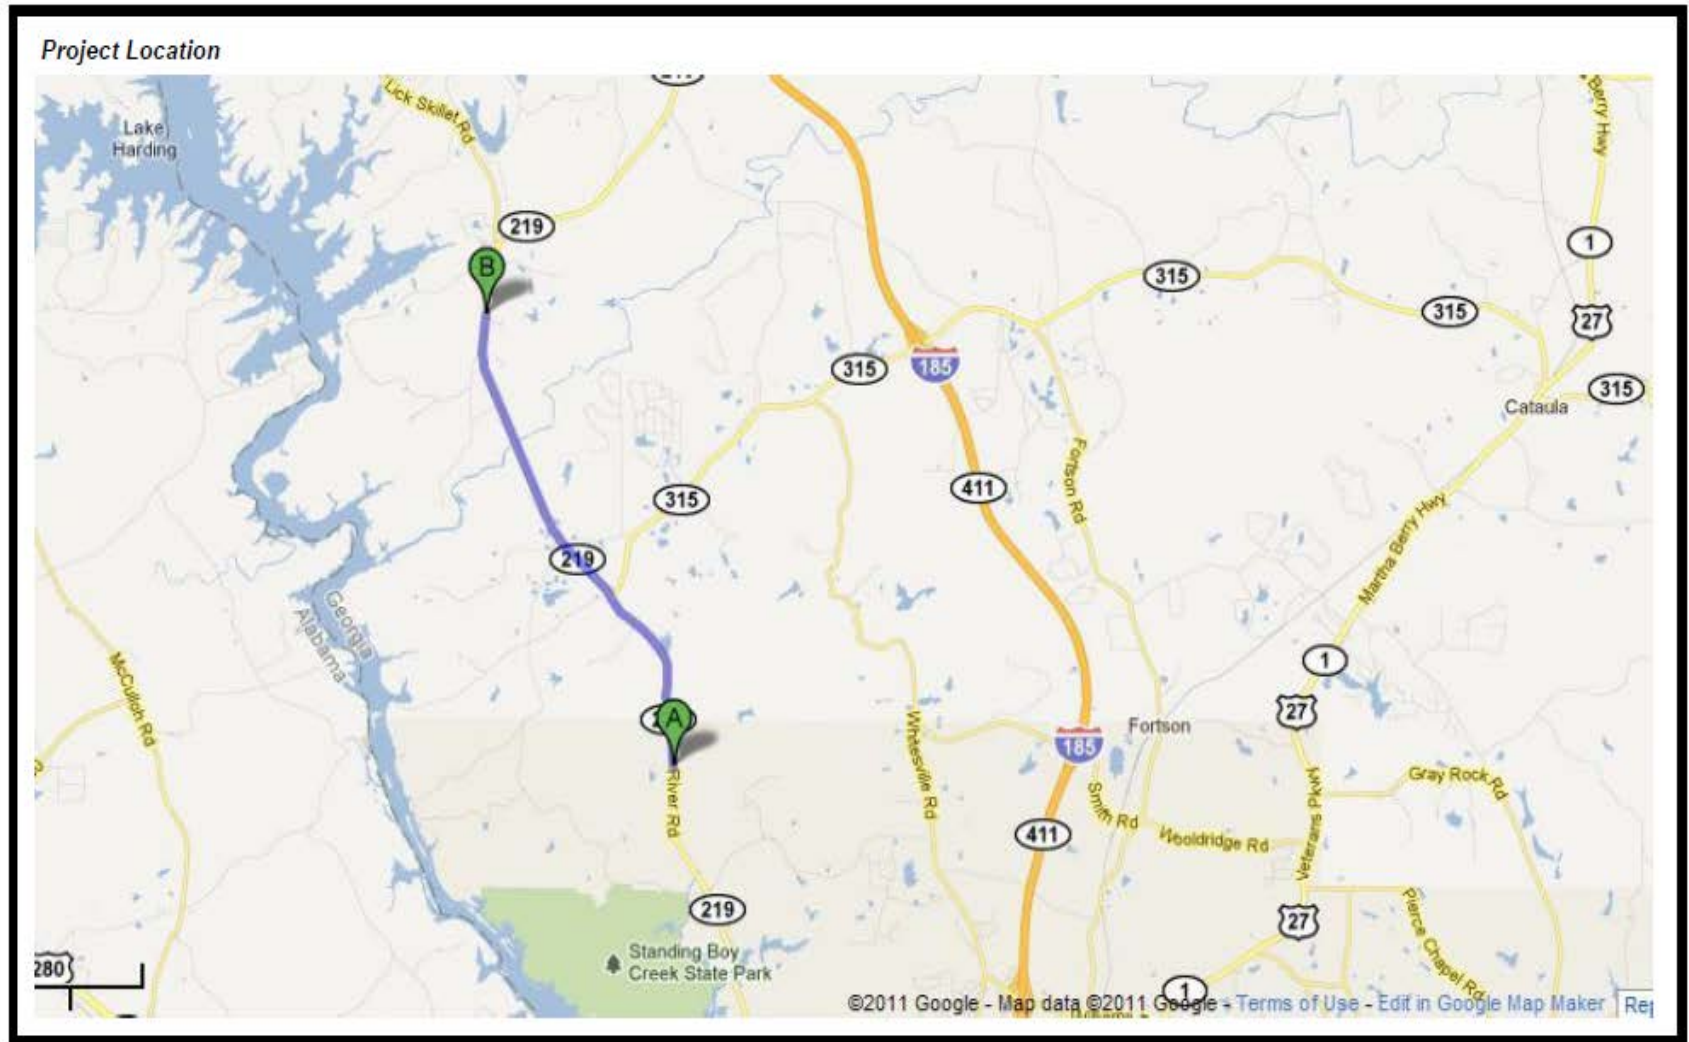 Project Location
Lick Skillet Rd
Berry Hwy
Lake
Harding
219
1
B
315
315
27
315
185
315
Cataula
Fortson Rd
411
315
Martha Berry Hwy
219
Georgia
Alabama
McCulloh Rd
1
A
27
Whitesville Rd
Fortson
185
River Rd
Gray Rock Rd
Smith Rd
Veterans Pkwy
411
Wooldridge Rd
219
Pierce Chapel Rd
27
Standing Boy
Creek State Park
280
1
©2011 Google - Map data ©2011 Google - Terms of Use - Edit in Google Map Maker
Rep